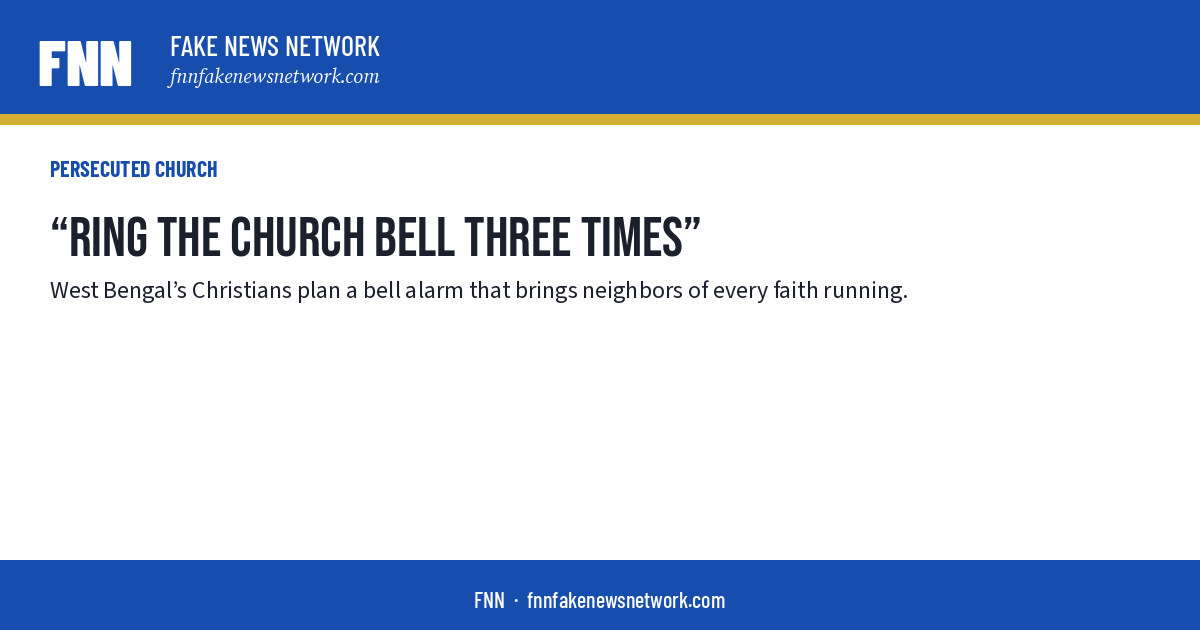 FNN
FAKE NEWS NETWORK
fnnfakenewsnetwork.com
PERSECUTED CHURCH
“RING THE CHURCH BELL THREE TIMES”
West Bengal’s Christians plan a bell alarm that brings neighbors of every faith running.
FNN · fnnfakenewsnetwork.com